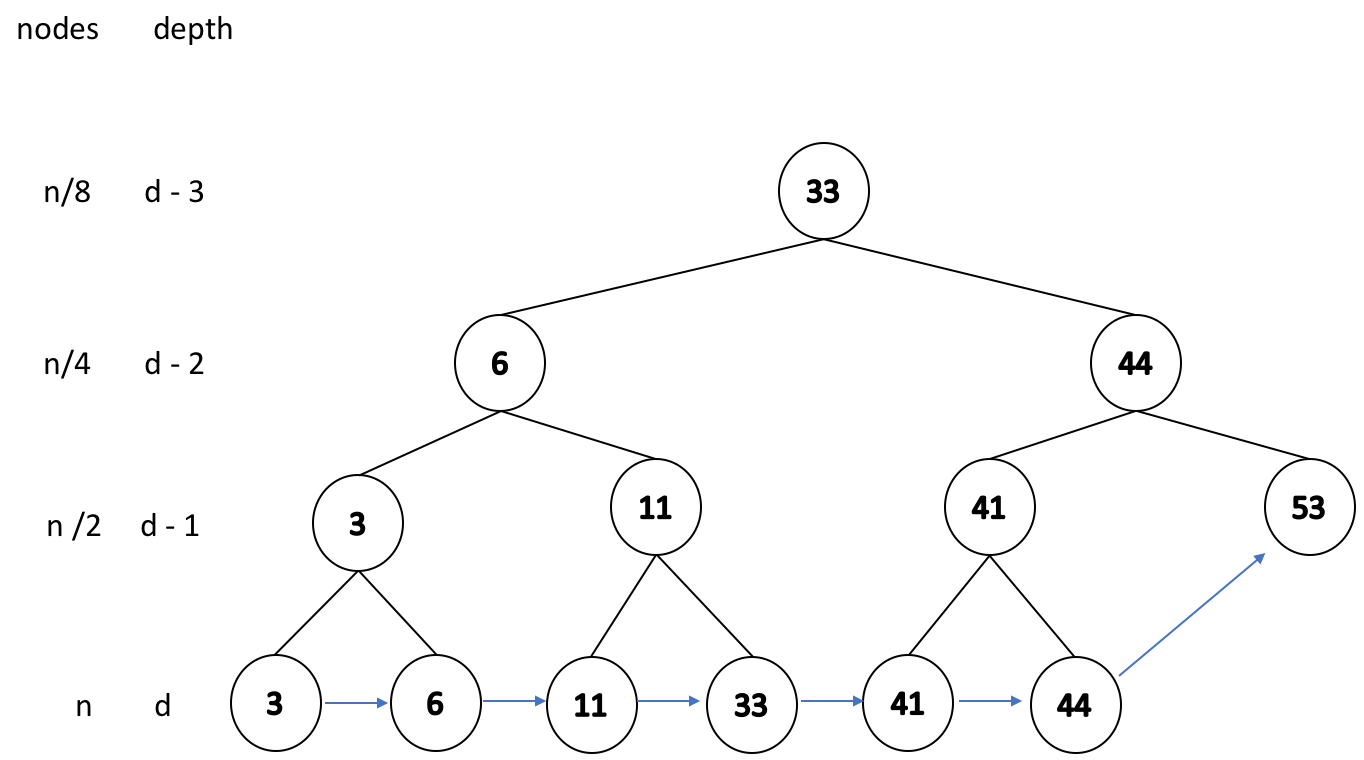 nodes depth
n/8 d - 3 33
n/4 d - 2 6 44
n /2 d - 1 3 11 41 53
n d 3 6 11 33 41 44